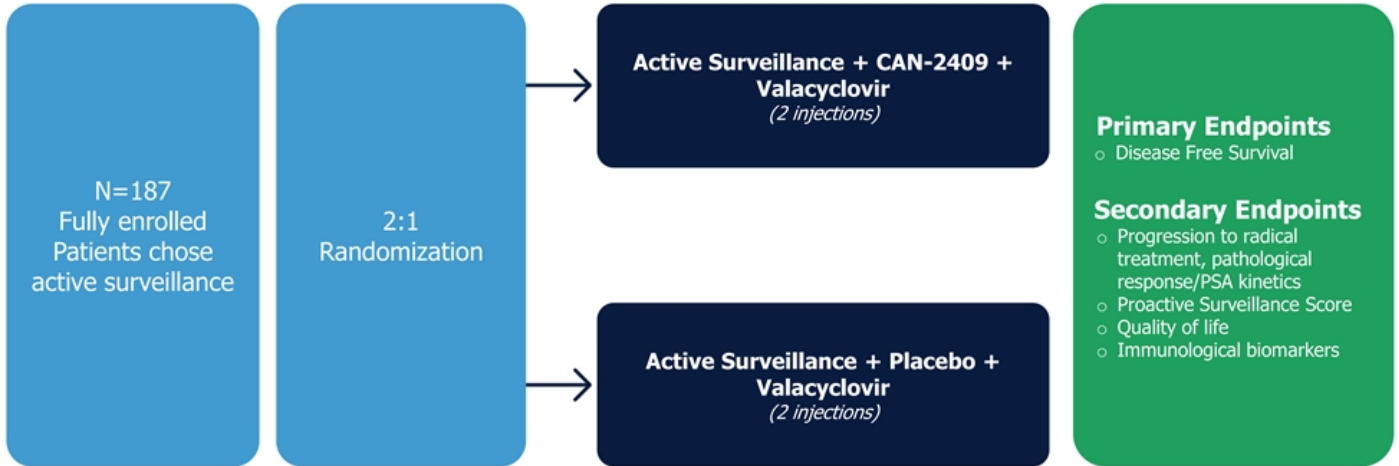 N=187
Fully enrolled
Patients chose
active surveillance
2:1
Randomization
Active Surveillance + CAN-2409 +
Valacyclovir
(2 injections)
Active Surveillance + Placebo +
Valacyclovir
(2 injections)
Primary Endpoints
○ Disease Free Survival
Secondary Endpoints
○ Progression to radical
treatment, pathological
response/PSA kinetics
○ Proactive Surveillance Score
○ Quality of life
○ Immunological biomarkers